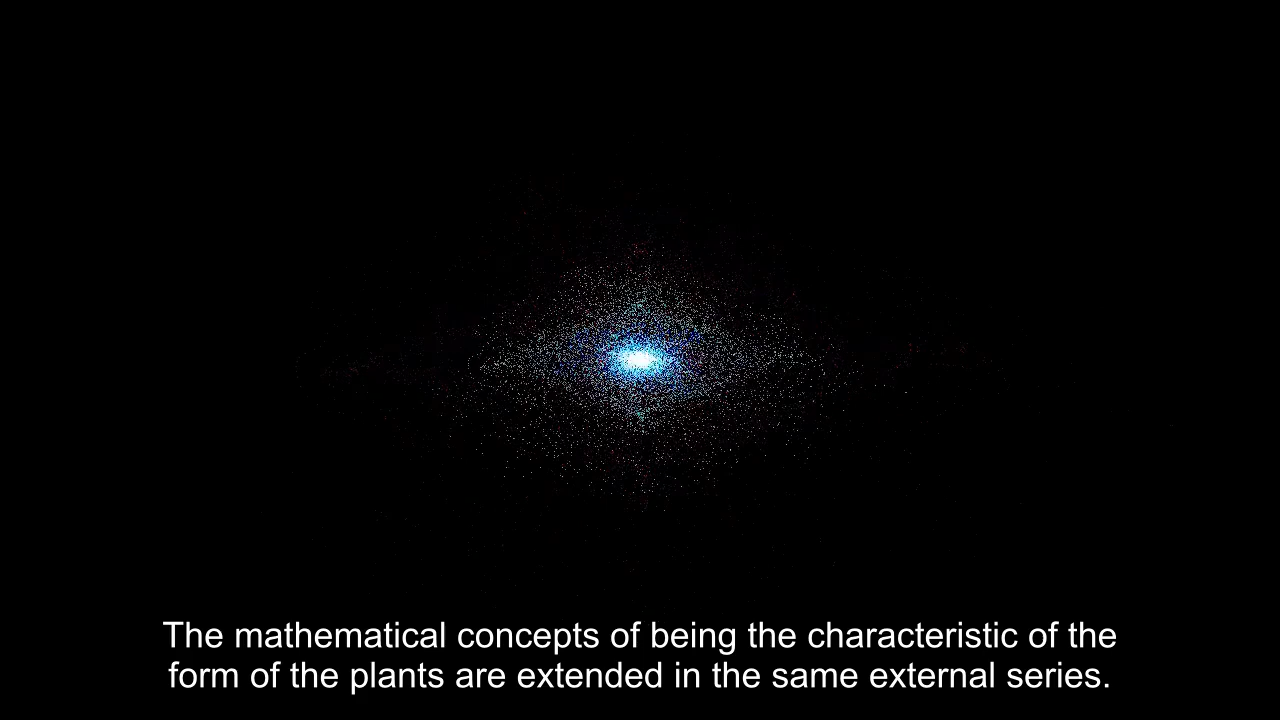 The mathematical concepts of being the characteristic of the
form of the plants are extended in the same external series.